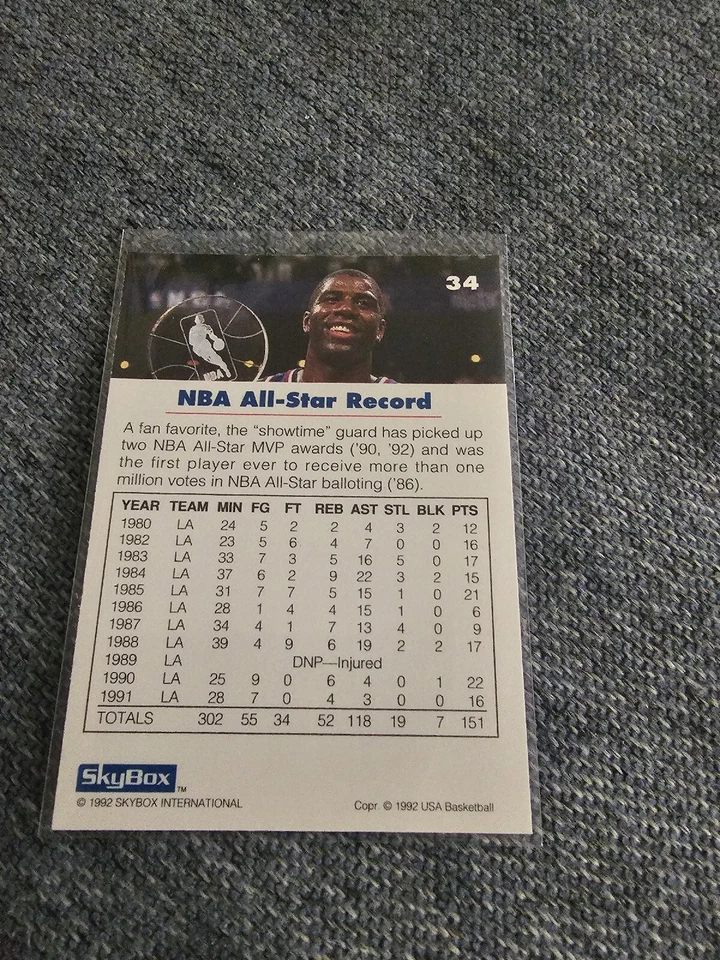 34
NBA
NBA All-Star Record
A fan favorite, the "showtime" guard has picked up
two NBA All-Star MVP awards ('90, '92) and was
the first player ever to receive more than one
million votes in NBA All-Star balloting ('86).
YEAR TEAM MIN FG FT REB AST STL BLK PTS
1980 LA 24 5 2 2 4 3 2 12
1982 LA 23 5 6 4 7 0 0 16
1983 LA 33 7 3 5 16 5 0 17
1984 LA 37 6 2 9 22 3 2 15
1985 LA 31 7 7 5 15 1 0 21
1986 LA 28 1 4 4 15 1 0 6
1987 LA 34 4 1 7 13 4 0 9
1988 LA 39 4 9 6 19 2 2 17
1989 LA DNP—Injured
1990 LA 25 9 0 6 4 0 1 22
1991 LA 28 7 0 4 3 0 0 16
TOTALS 302 55 34 52 118 19 7 151
SkyBox TM
© 1992 SKYBOX INTERNATIONAL Copr. © 1992 USA Basketball